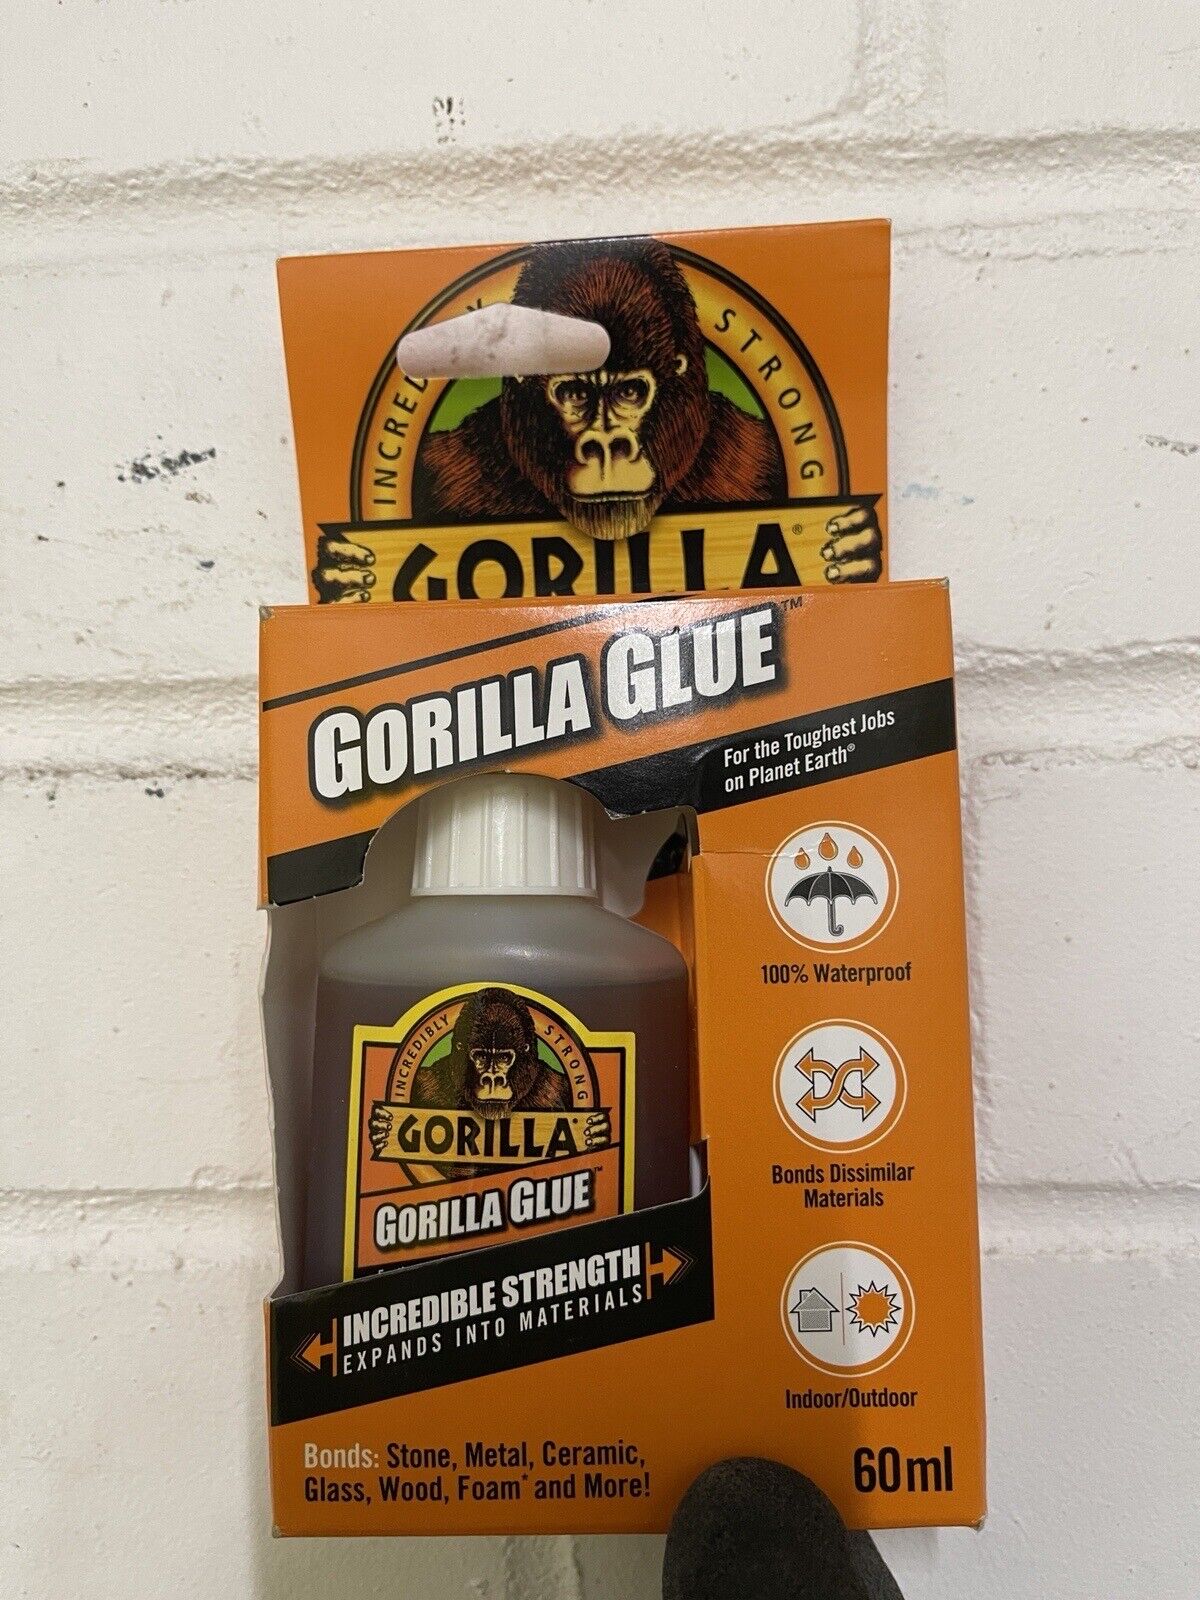 INCREDIBLY STRONG
GORILLA®
GORILLA GLUE™
For the Toughest Jobs
on Planet Earth®
100% Waterproof
INCREDIBLY STRONG
GORILLA
GORILLA GLUE™
Bonds Dissimilar
Materials
INCREDIBLE STRENGTH
EXPANDS INTO MATERIALS
Indoor/Outdoor
Bonds: Stone, Metal, Ceramic,
Glass, Wood, Foam* and More!
60ml